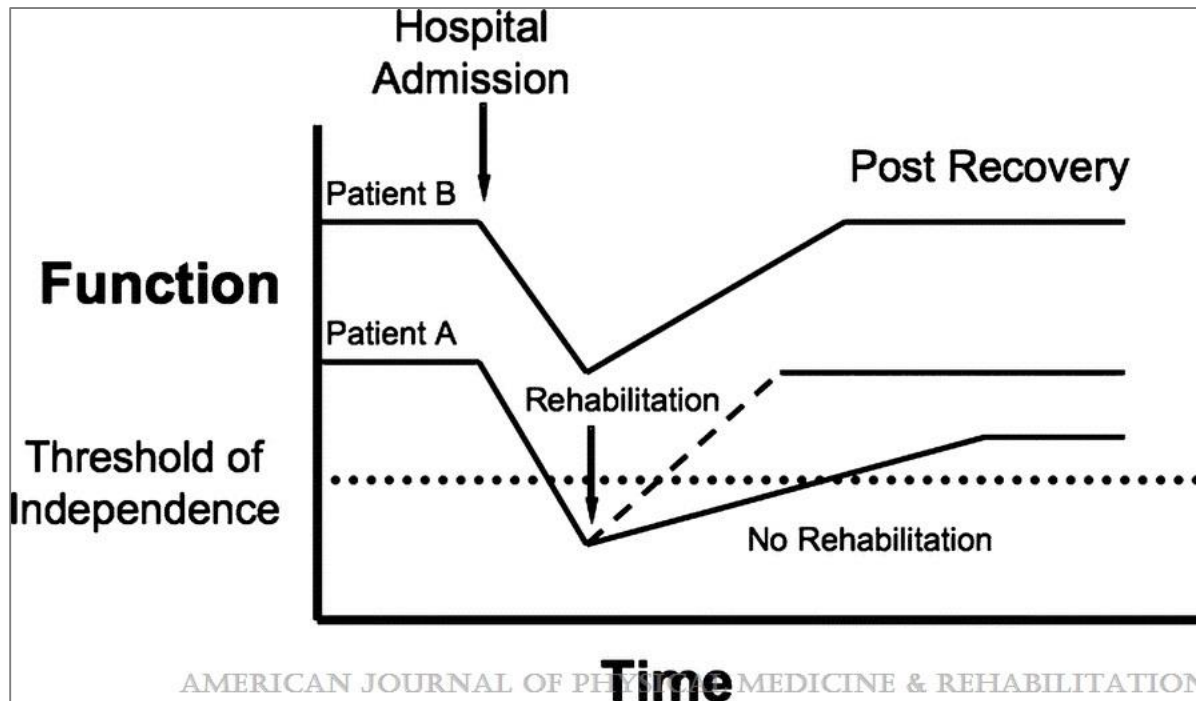 Hospital
Admission
Post Recovery
Patient B
Function
Patient A
Rehabilitation
Threshold of
Independence
No Rehabilitation
Time
AMERICAN JOURNAL OF PHYSICAL MEDICINE & REHABILITATION